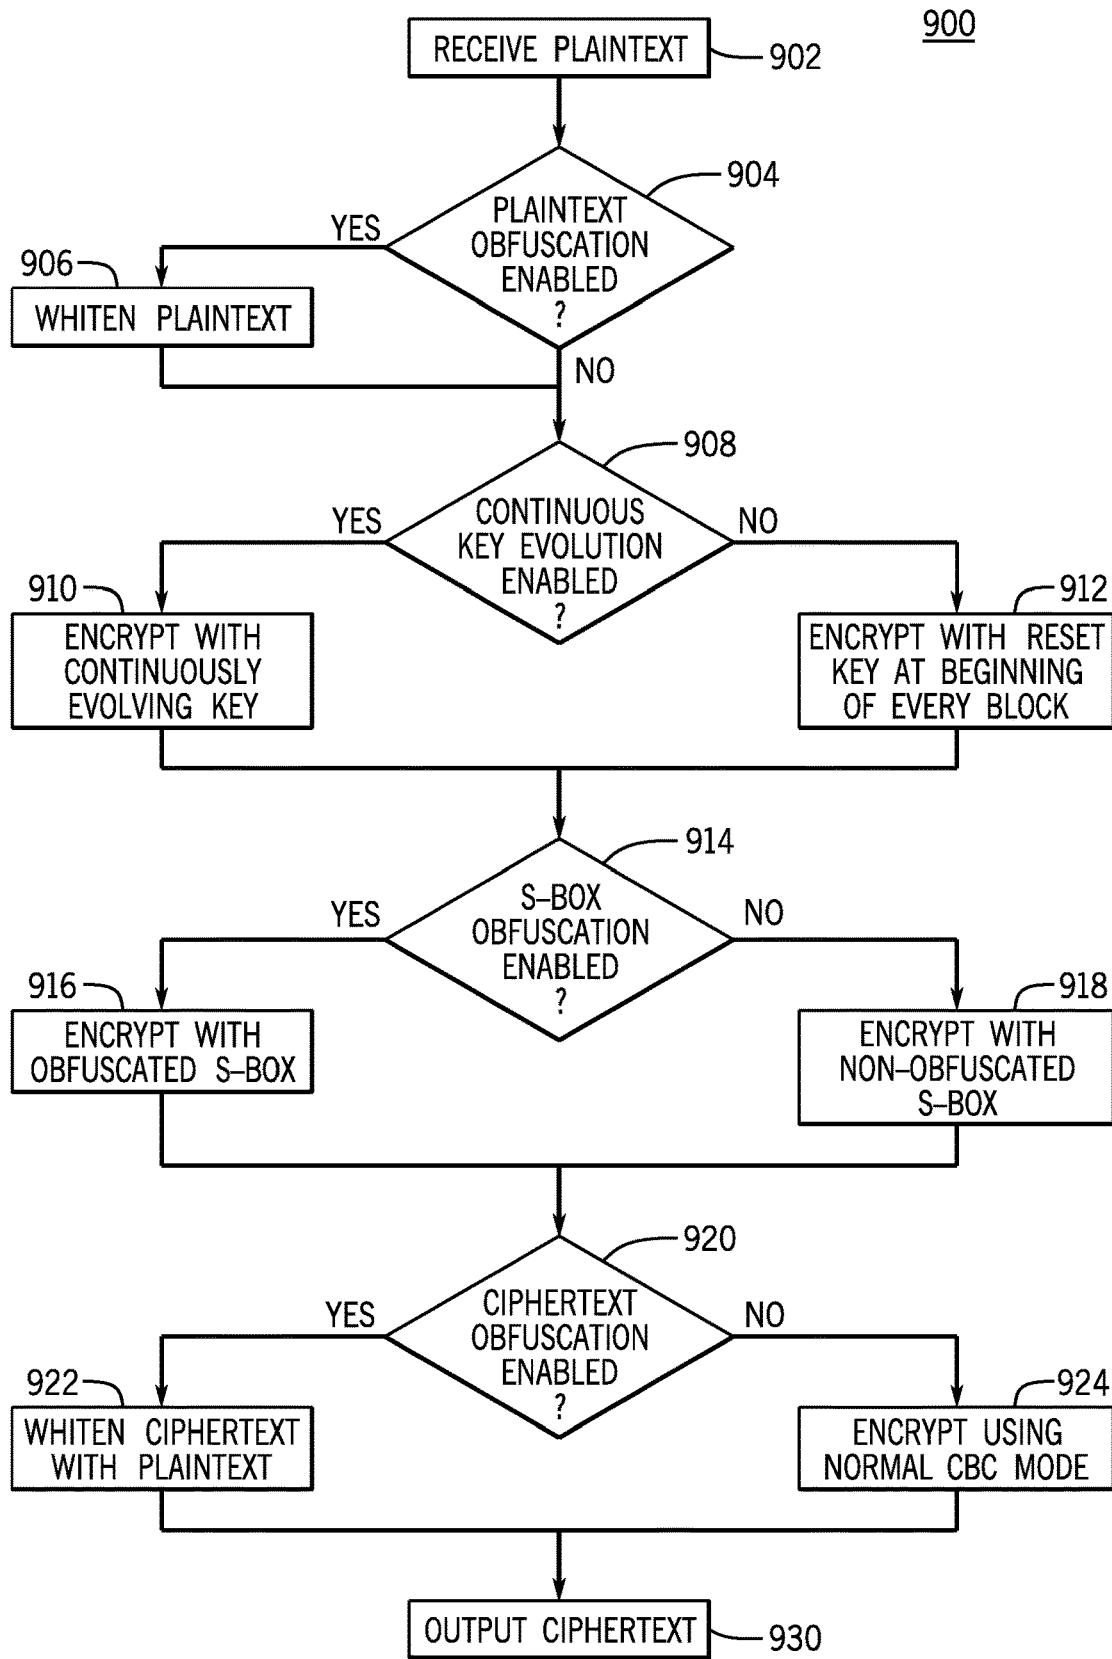 900
RECEIVE PLAINTEXT
902
904
PLAINTEXT
OBFUSCATION
ENABLED
?
YES
906
WHITEN PLAINTEXT
NO
908
CONTINUOUS
KEY EVOLUTION
ENABLED
?
YES
NO
910
ENCRYPT WITH
CONTINUOUSLY
EVOLVING KEY
912
ENCRYPT WITH RESET
KEY AT BEGINNING
OF EVERY BLOCK
914
S-BOX
OBFUSCATION
ENABLED
?
YES
NO
916
ENCRYPT WITH
OBFUSCATED S-BOX
918
ENCRYPT WITH
NON-OBFUSCATED
S-BOX
920
CIPHERTEXT
OBFUSCATION
ENABLED
?
YES
NO
922
WHITEN CIPHERTEXT
WITH PLAINTEXT
924
ENCRYPT USING
NORMAL CBC MODE
OUTPUT CIPHERTEXT
930